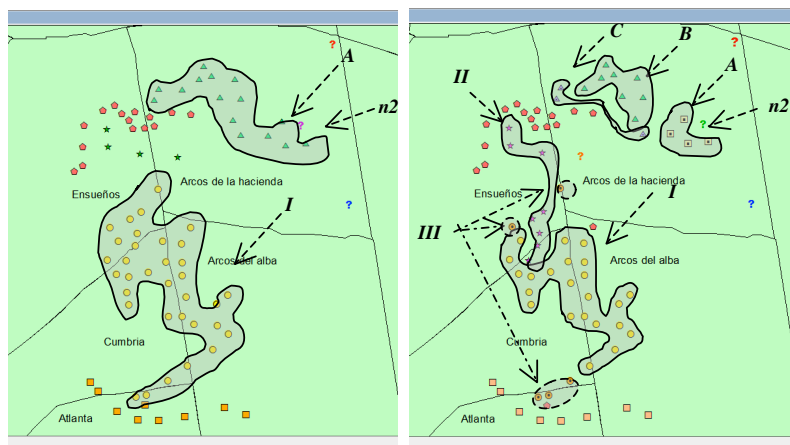 ?
A
n2
?
Ensueños
Arcos de la hacienda
?
I
Arcos del alba
Cumbria
Atlanta
C
B
?
A
II
n2
?
?
Ensueños
Arcos de la hacienda
I
?
III
Arcos del alba
Cumbria
Atlanta